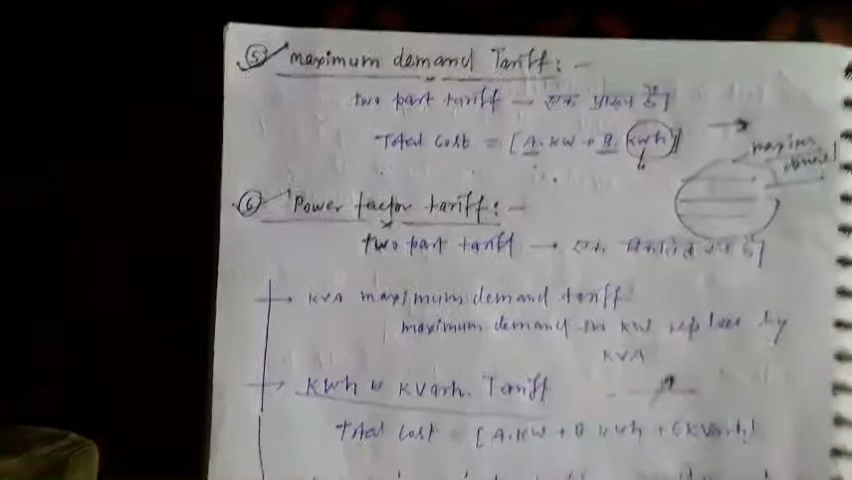 ⑤ maximum demand Tariff : -
two part tariff → एक प्रारूप है।
Total cost = [A.kw + B.kwh]
maximum demand
⑥ Power factor tariff : -
two part tariff → एक विकसित रूप है।
→ KVA maximum demand tariff
maximum demand in kW replace by
KVA
→ kwh & kvarh. Tariff
Total cost = [A.kW + B kwh + C kvarh]